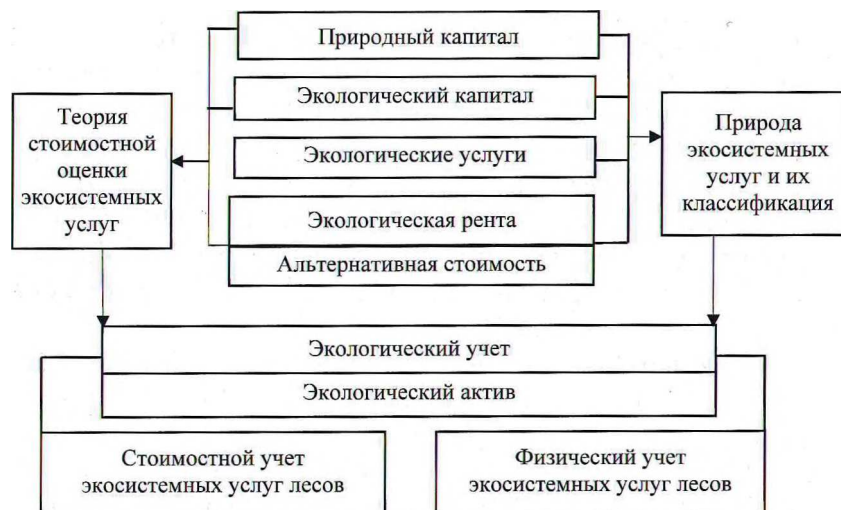 Природный капитал
Экологический капитал
Экологические услуги
Экологическая рента
Альтернативная стоимость
Теория
стоимостной
оценки
экосистемных
услуг
Природа
экосистемных
услуг и их
классификация
Экологический учет
Экологический актив
Стоимостной учет
экосистемных услуг лесов
Физический учет
экосистемных услуг лесов